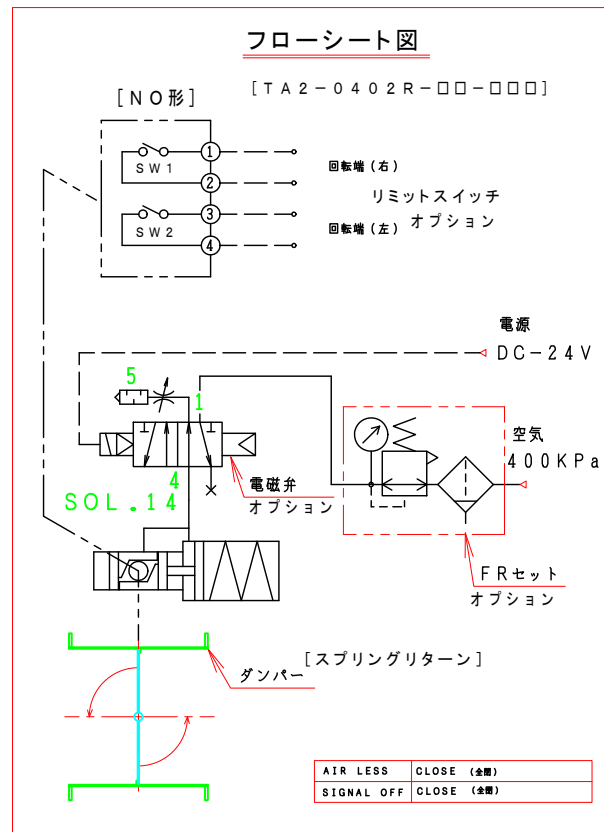 フローシート図
[TA2-0402R-□□-□□□]
[NO形]
SW1
1
2
SW2
3
4
回転端(右)
リミットスイッチ
オプション
回転端(左)
電源
DC-24V
5
1
4
SOL.14
電磁弁
オプション
空気
400KPa
FRセット
オプション
[スプリングリターン]
ダンパー
AIR LESS CLOSE (全閉)
SIGNAL OFF CLOSE (全閉)